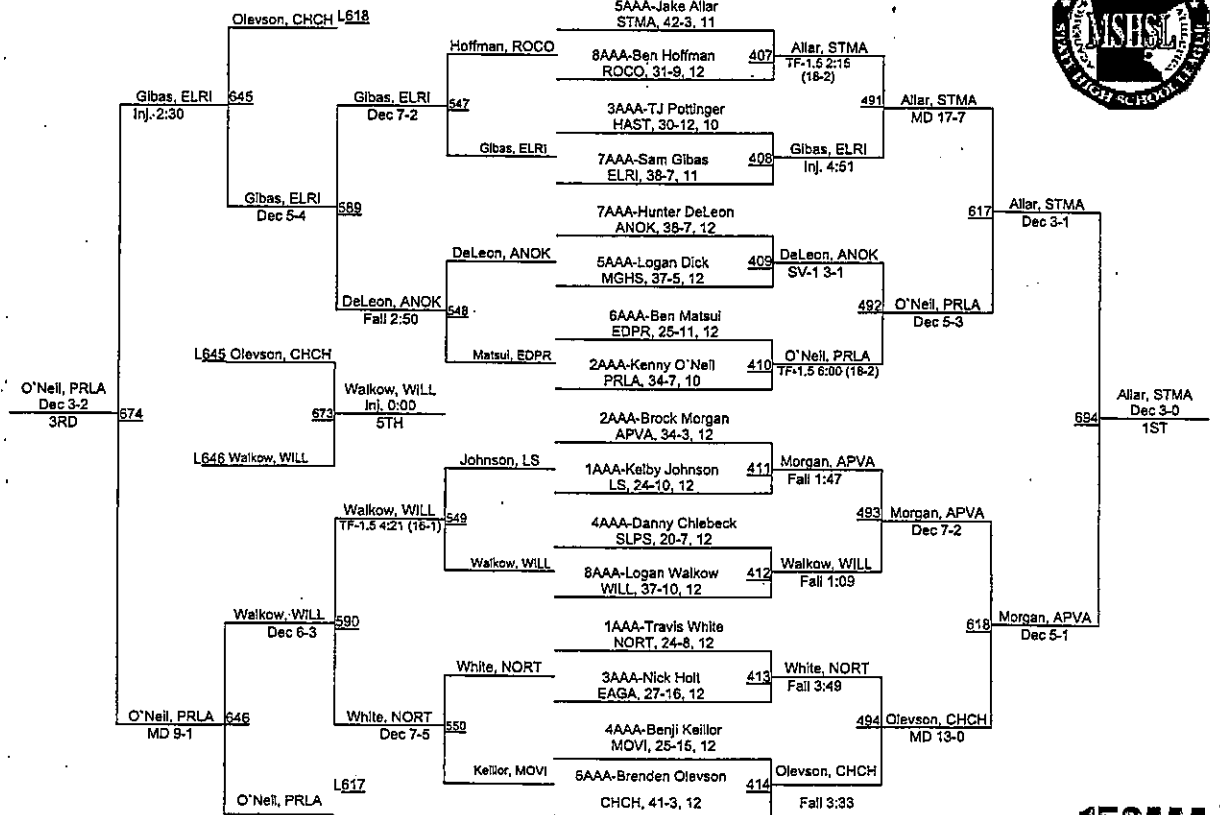 5AAA-Jake Allar
STMA, 42-3, 11
8AAA-Ben Hoffman
ROCO, 31-9, 12
3AAA-TJ Pottinger
HAST, 30-12, 10
7AAA-Sam Gibas
ELRI, 38-7, 11
7AAA-Hunter DeLeon
ANOK, 38-7, 12
5AAA-Logan Dick
MGHS, 37-5, 12
6AAA-Ben Matsui
EDPR, 25-11, 12
2AAA-Kenny O'Neil
PRLA, 34-7, 10
2AAA-Brock Morgan
APVA, 34-3, 12
1AAA-Kelby Johnson
LS, 24-10, 12
4AAA-Danny Chlebeck
SLPS, 20-7, 12
8AAA-Logan Walkow
WILL, 37-10, 12
1AAA-Travis White
NORT, 24-8, 12
3AAA-Nick Holt
EAGA, 27-16, 12
4AAA-Benji Keillor
MOVI, 25-15, 12
6AAA-Brenden Olevson
CHCH, 41-3, 12
407
Allar, STMA
TF-1.5 2:15
(18-2)
408
Gibas, ELRI
Inj. 4:51
409
DeLeon, ANOK
SV-1 3-1
410
O'Neil, PRLA
TF-1.5 6:00 (18-2)
411
Morgan, APVA
Fall 1:47
412
Walkow, WILL
Fall 1:09
413
White, NORT
Fall 3:49
414
Olevson, CHCH
Fall 3:33
491
Allar, STMA
MD 17-7
492
O'Neil, PRLA
Dec 5-3
493
Morgan, APVA
Dec 7-2
494
Olevson, CHCH
MD 13-0
617
Allar, STMA
Dec 3-1
618
Morgan, APVA
Dec 5-1
694
Allar, STMA
Dec 3-0
1ST
Hoffman, ROCO
Gibas, ELRI
547
Gibas, ELRI
Dec 7-2
DeLeon, ANOK
Matsui, EDPR
548
DeLeon, ANOK
Fall 2:50
Johnson, LS
Walkow, WILL
549
Walkow, WILL
TF-1.5 4:21 (16-1)
White, NORT
Keillor, MOVI
550
White, NORT
Dec 7-5
589
Gibas, ELRI
Dec 5-4
590
Walkow, WILL
Dec 6-3
Olevson, CHCH L618
645
Gibas, ELRI
Inj. 2:30
L617
O'Neil, PRLA
646
O'Neil, PRLA
MD 9-1
L645 Olevson, CHCH
L646 Walkow, WILL
673
Walkow, WILL
Inj. 0:00
5TH
674
O'Neil, PRLA
Dec 3-2
3RD
MSHSL
STATE HIGH SCHOOL LEAGUE